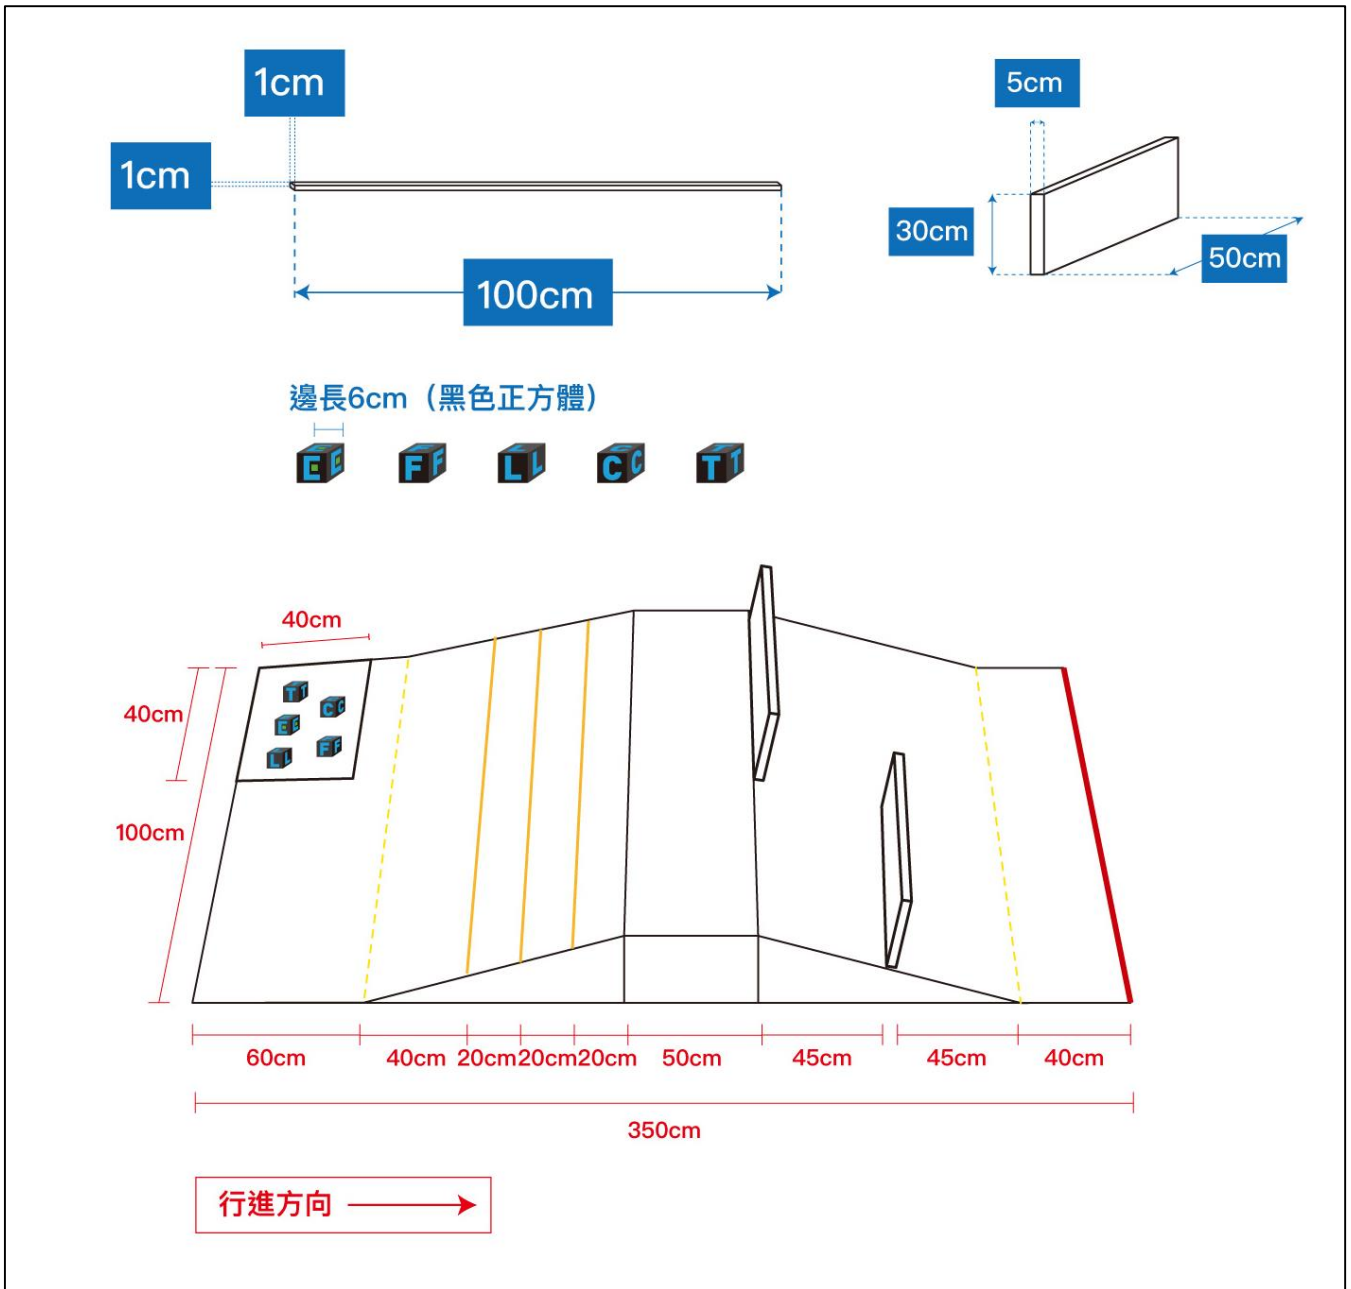 1cm
1cm
100cm
5cm
30cm
50cm
邊長6cm（黑色正方體）
E E E
F F F
L L L
C C C
T T T
40cm
40cm
100cm
T T
C C
E E
F F
L L
60cm 40cm 20cm 20cm 20cm 50cm 45cm 45cm 40cm
350cm
行進方向